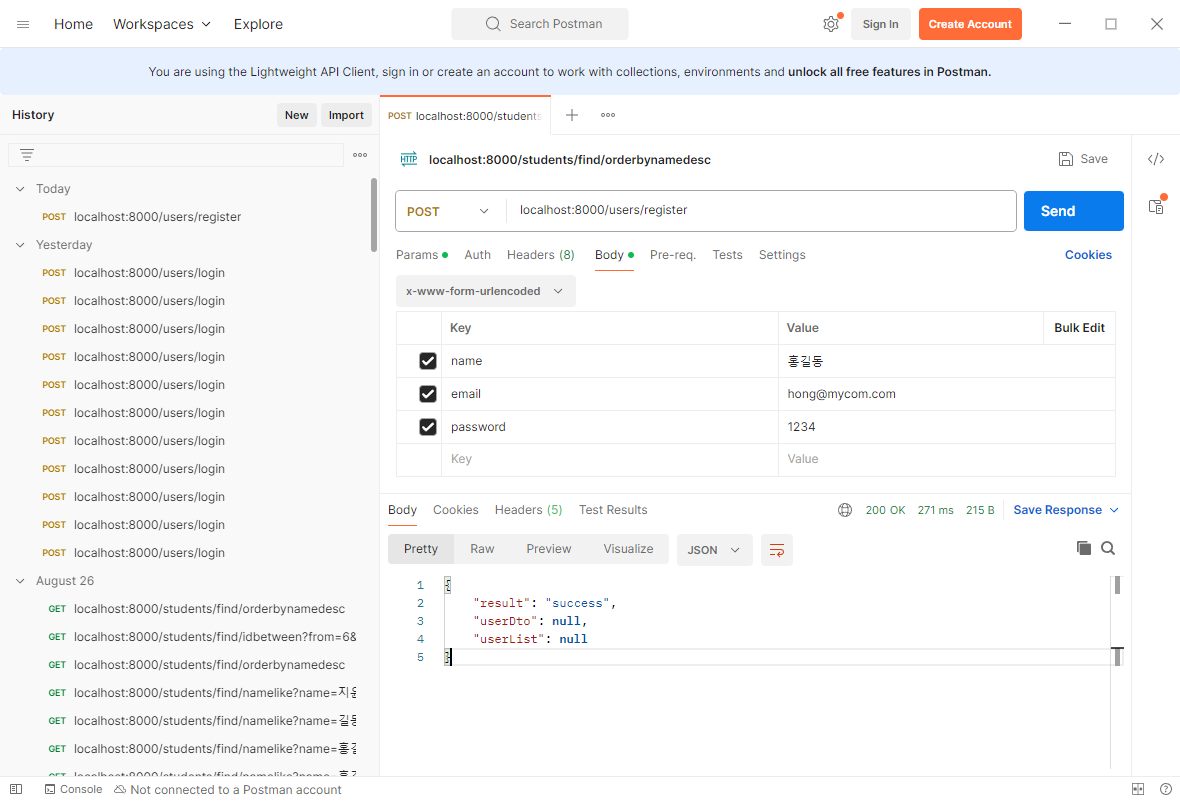 Home Workspaces Explore Search Postman Sign In Create Account
You are using the Lightweight API Client, sign in or create an account to work with collections, environments and unlock all free features in Postman.
History New Import
POST localhost:8000/students
HTTP localhost:8000/students/find/orderbynamedesc Save
POST localhost:8000/users/register Send
Params Auth Headers (8) Body Pre-req. Tests Settings Cookies
x-www-form-urlencoded
Key Value Bulk Edit
name 홍길동
email hong@mycom.com
password 1234
Key Value
Body Cookies Headers (5) Test Results 200 OK 271 ms 215 B Save Response
Pretty Raw Preview Visualize JSON
1 {
2 "result": "success",
3 "userDto": null,
4 "userList": null
5 }
Today
POST localhost:8000/users/register
Yesterday
POST localhost:8000/users/login
POST localhost:8000/users/login
POST localhost:8000/users/login
POST localhost:8000/users/login
POST localhost:8000/users/login
POST localhost:8000/users/login
POST localhost:8000/users/login
POST localhost:8000/users/login
POST localhost:8000/users/login
POST localhost:8000/users/login
POST localhost:8000/users/login
August 26
GET localhost:8000/students/find/orderbynamedesc
GET localhost:8000/students/find/idbetween?from=6&
GET localhost:8000/students/find/orderbynamedesc
GET localhost:8000/students/find/namelike?name=지
GET localhost:8000/students/find/namelike?name=길동
GET localhost:8000/students/find/namelike?name=홍길
GET localhost:8000/students/find/namelike?name=홍
Console Not connected to a Postman account